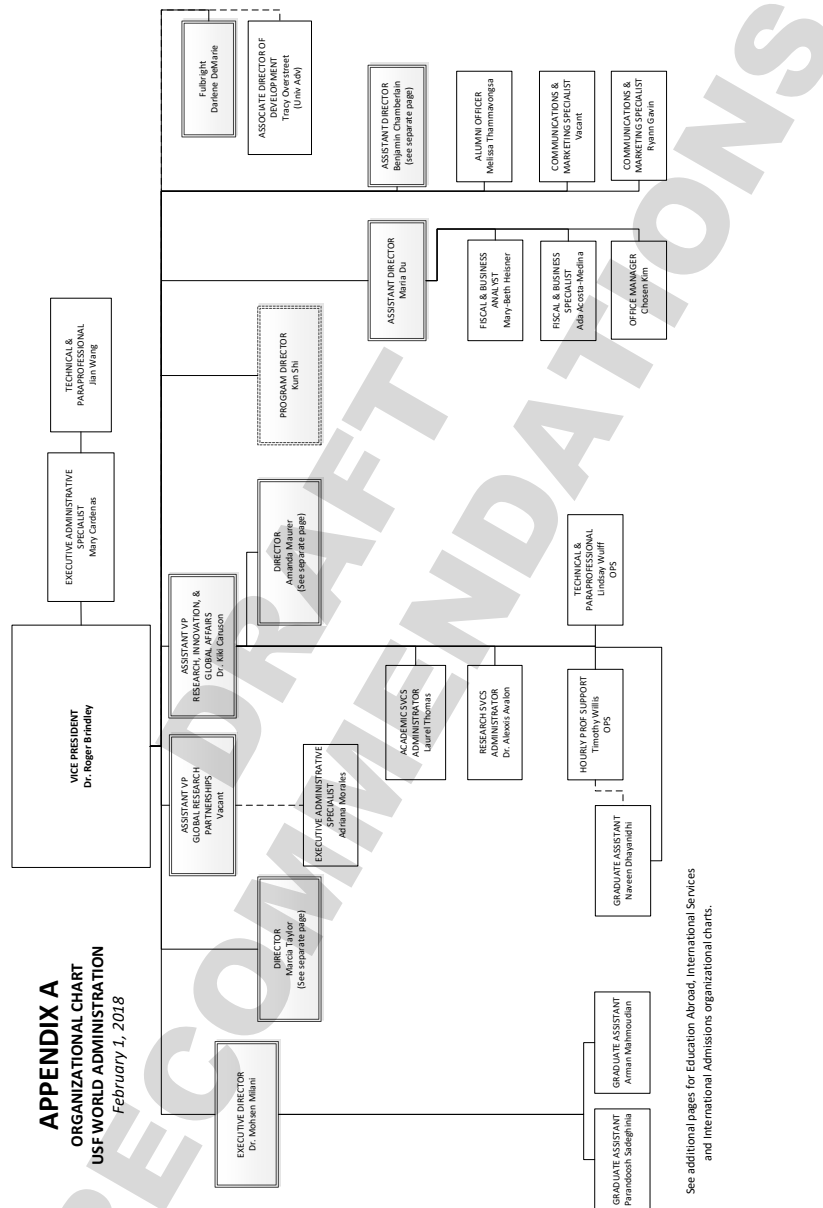 APPENDIX A
ORGANIZATIONAL CHART
USF WORLD ADMINISTRATION
February 1, 2018
VICE PRESIDENT
Dr. Roger Brindley
EXECUTIVE ADMINISTRATIVE
SPECIALIST
Mary Cardenas
TECHNICAL &
PARAPROFESSIONAL
Jian Wang
EXECUTIVE DIRECTOR
Dr. Mohsen Milani
DIRECTOR
Marcia Taylor
(See separate page)
ASSISTANT VP
GLOBAL RESEARCH
PARTNERSHIPS
Vacant
ASSISTANT VP
RESEARCH, INNOVATION, &
GLOBAL AFFAIRS
Dr. Kiki Caruson
DIRECTOR
Amanda Maurer
(See separate page)
PROGRAM DIRECTOR
Kun Shi
ASSISTANT DIRECTOR
Maria Du
ASSISTANT DIRECTOR
Benjamin Chamberlain
(see separate page)
Fulbright
Darlene DeMarie
ASSOCIATE DIRECTOR OF
DEVELOPMENT
Tracy Overstreet
(Univ Adv)
EXECUTIVE ADMINISTRATIVE
SPECIALIST
Adriana Morales
ACADEMIC SVCS
ADMINISTRATOR
Laurel Thomas
RESEARCH SVCS
ADMINISTRATOR
Dr. Alexxis Avalon
HOURLY PROF SUPPORT
Timothy Willis
OPS
TECHNICAL &
PARAPROFESSIONAL
Lindsay Wulff
OPS
GRADUATE ASSISTANT
Naveen Dhayanidhi
FISCAL & BUSINESS
ANALYST
Mary-Beth Heisner
FISCAL & BUSINESS
SPECIALIST
Ada Acosta-Medina
OFFICE MANAGER
Chosen Kim
ALUMNI OFFICER
Melissa Thammavongsa
COMMUNICATIONS &
MARKETING SPECIALIST
Vacant
COMMUNICATIONS &
MARKETING SPECIALIST
Ryann Gavin
GRADUATE ASSISTANT
Parandoosh Sadeghinia
GRADUATE ASSISTANT
Arman Mahmoudian
See additional pages for Education Abroad, International Services
and International Admissions organizational charts.
DRAFT
RECOMMENDATIONS